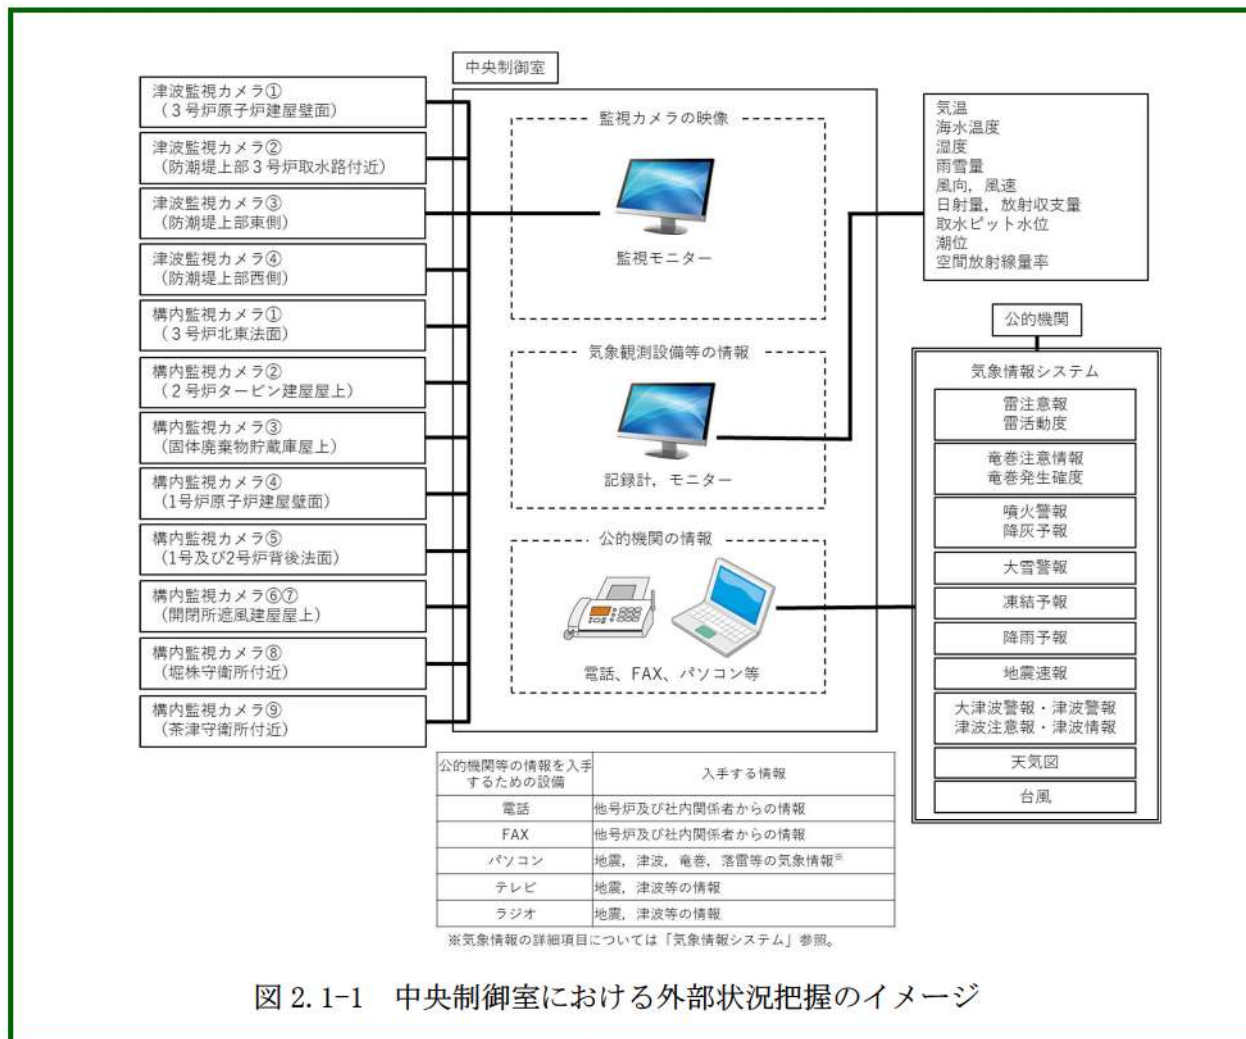 中央制御室
津波監視カメラ①
（３号炉原子炉建屋壁面）
津波監視カメラ②
（防潮堤上部３号炉取水路付近）
津波監視カメラ③
（防潮堤上部東側）
津波監視カメラ④
（防潮堤上部西側）
構内監視カメラ①
（３号炉北東法面）
構内監視カメラ②
（２号炉タービン建屋屋上）
構内監視カメラ③
（固体廃棄物貯蔵庫屋上）
構内監視カメラ④
（1号炉原子炉建屋壁面）
構内監視カメラ⑤
（1号及び2号炉背後法面）
構内監視カメラ⑥⑦
（開閉所遮風建屋屋上）
構内監視カメラ⑧
（堀株守衛所付近）
構内監視カメラ⑨
（茶津守衛所付近）
監視カメラの映像
監視モニター
気象観測設備等の情報
記録計，モニター
公的機関の情報
電話、FAX、パソコン等
気温
海水温度
湿度
雨雪量
風向，風速
日射量，放射収支量
取水ピット水位
潮位
空間放射線量率
公的機関
気象情報システム
雷注意報
雷活動度
竜巻注意情報
竜巻発生確度
噴火警報
降灰予報
大雪警報
凍結予報
降雨予報
地震速報
大津波警報・津波警報
津波注意報・津波情報
天気図
台風
公的機関等の情報を入手
するための設備
入手する情報
電話
他号炉及び社内関係者からの情報
FAX
他号炉及び社内関係者からの情報
パソコン
地震，津波，竜巻，落雷等の気象情報※
テレビ
地震，津波等の情報
ラジオ
地震，津波等の情報
※気象情報の詳細項目については「気象情報システム」参照。
図 2.1-1　中央制御室における外部状況把握のイメージ